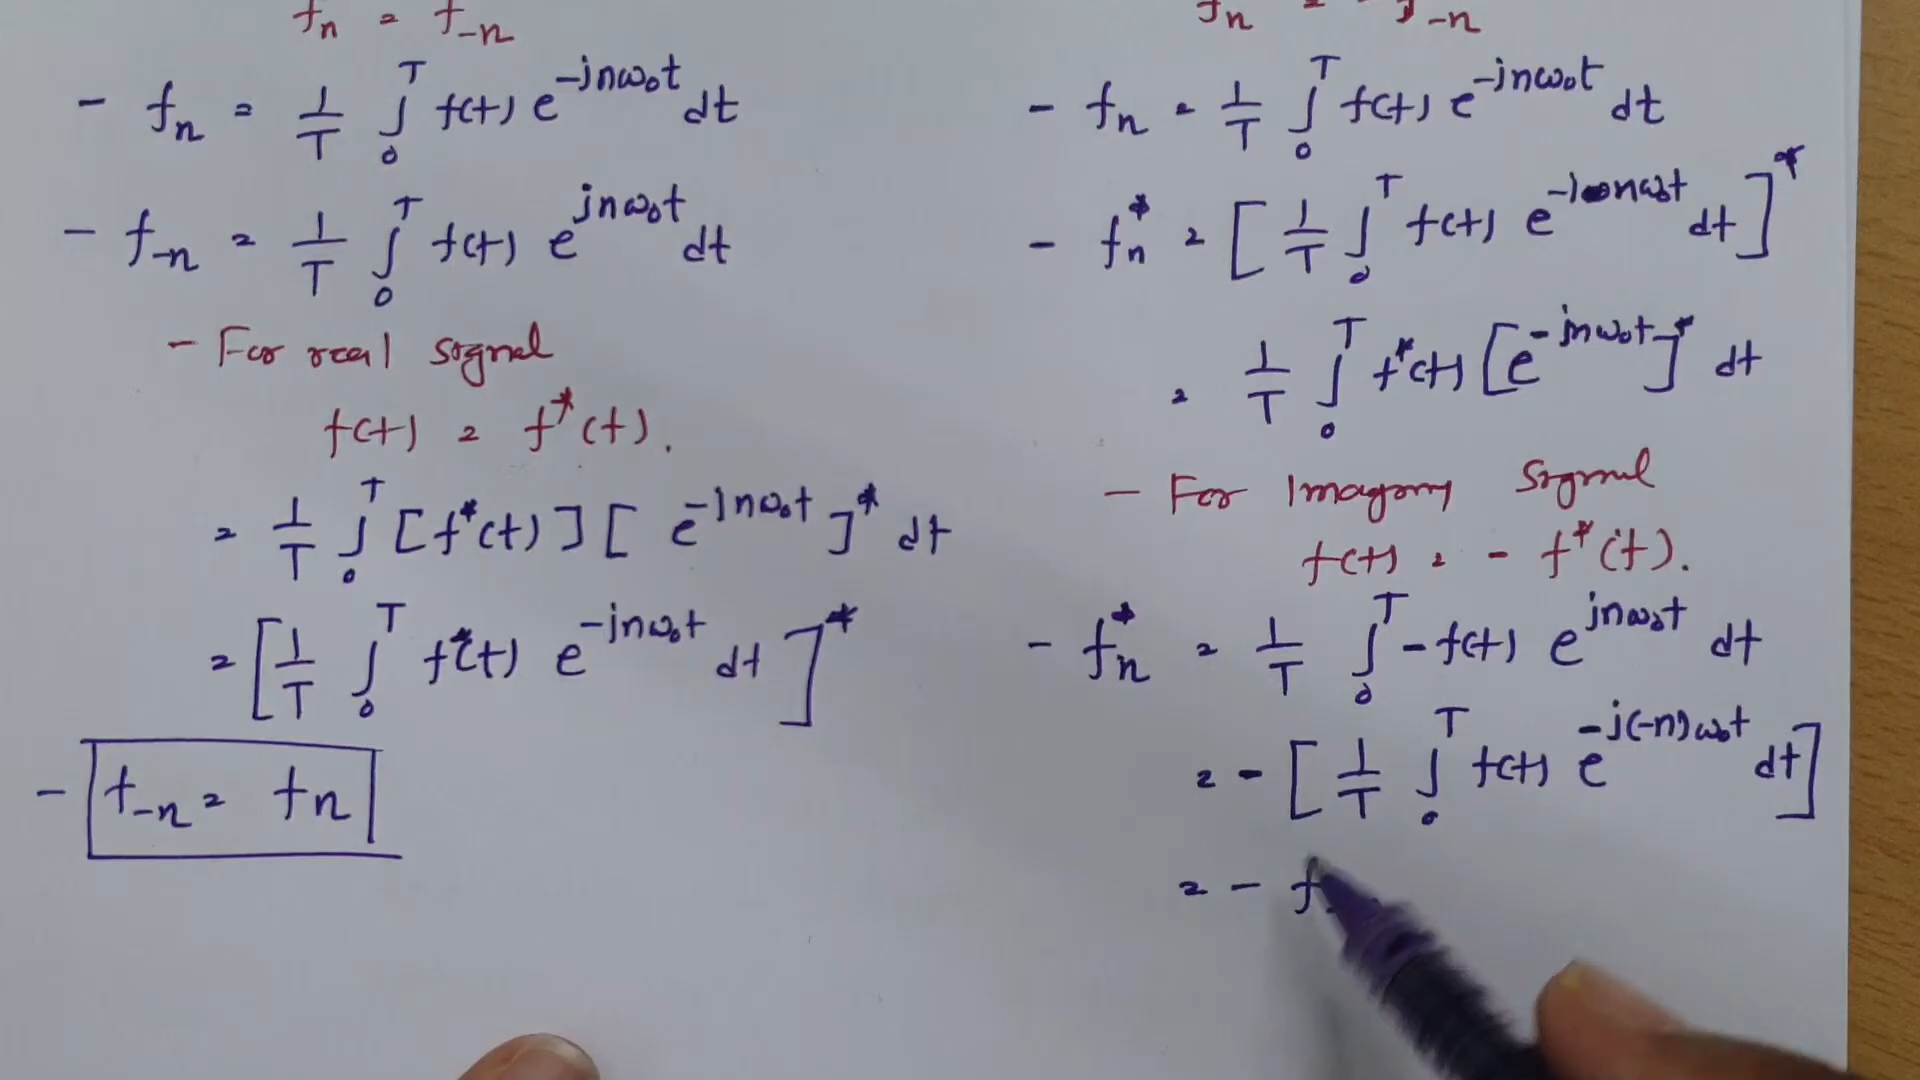 fₙ = f₋ₙ
- fₙ = 1/T ∫₀ᵀ f(t) e^(-jnω₀t) dt
- f₋ₙ = 1/T ∫₀ᵀ f(t) e^(jnω₀t) dt
- For real signal
f(t) = f*(t).
= 1/T ∫₀ᵀ [f*(t)] [e^(-jnω₀t)]* dt
= [1/T ∫₀ᵀ f*(t) e^(-jnω₀t) dt]*
- f₋ₙ = fₙ
- fₙ = 1/T ∫₀ᵀ f(t) e^(-jnω₀t) dt
- fₙ* = [1/T ∫₀ᵀ f(t) e^(-jnω₀t) dt]*
= 1/T ∫₀ᵀ f*(t) [e^(-jnω₀t)]* dt
- For Imaginary Signal
f(t) = - f*(t).
- fₙ* = 1/T ∫₀ᵀ -f(t) e^(jnω₀t) dt
= - [1/T ∫₀ᵀ f(t) e^(-j(-n)ω₀t) dt]
= - f